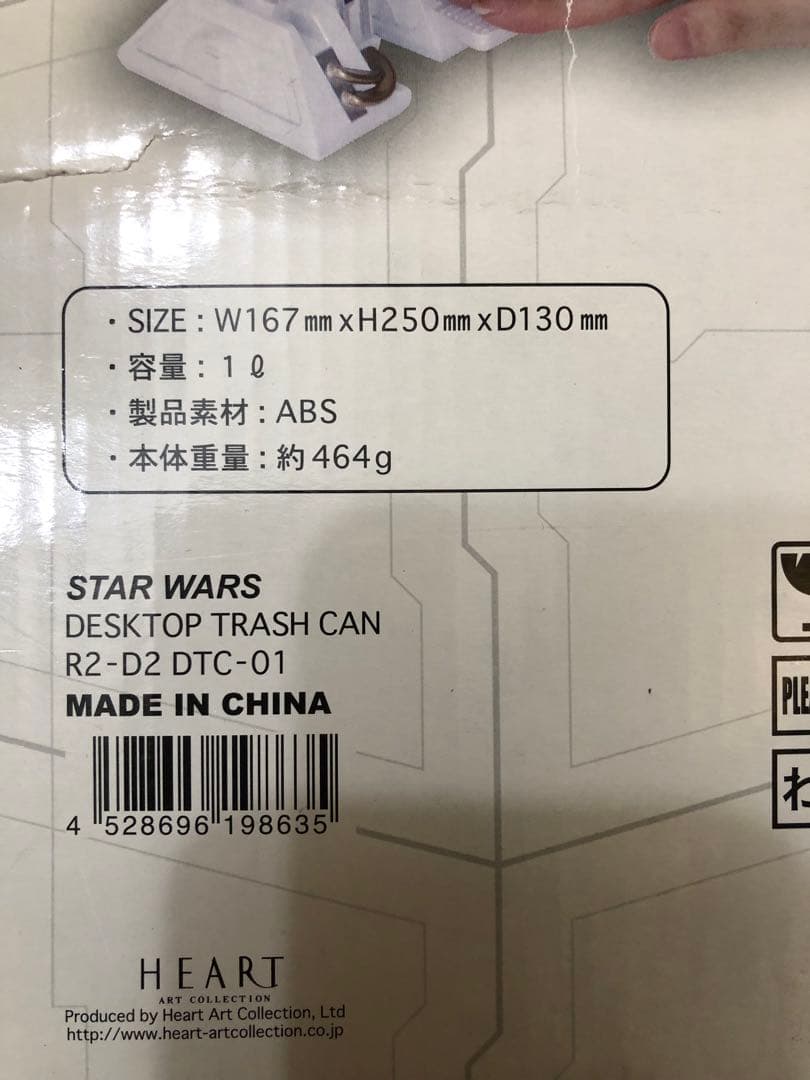 ・SIZE : W167㎜xH250㎜xD130㎜
・容量 : 1ℓ
・製品素材 : ABS
・本体重量 : 約464g
STAR WARS
DESKTOP TRASH CAN
R2-D2 DTC-01
MADE IN CHINA
4 528696 198635
HEART
ART COLLECTION
Produced by Heart Art Collection, Ltd
http://www.heart-artcollection.co.jp
PLE
わ